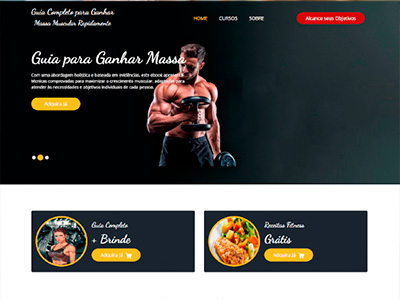 Guia Completo para Ganhar
Massa Muscular Rapidamente
HOME CURSOS SOBRE
Alcance seus Objetivos
Guia para Ganhar Massa
Com uma abordagem holística e baseada em evidências, este ebook apresenta
técnicas comprovadas para maximizar o crescimento muscular, adaptadas para
atender às necessidades e objetivos individuais de cada pessoa.
Adquira Já
Guia Completo
+ Brinde
Adquira Já
Receitas Fitness
Grátis
Adquira Já